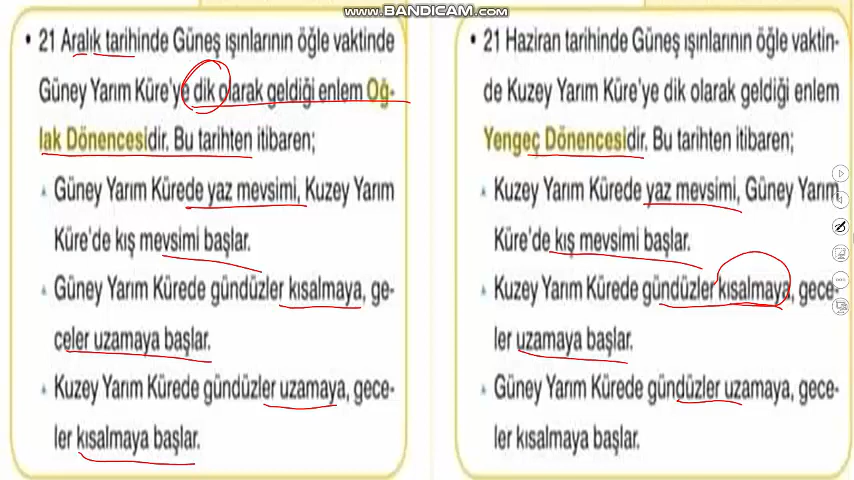 WWW.BANDICAM.COM
• 21 Aralık tarihinde Güneş ışınlarının öğle vaktinde
Güney Yarım Küre'ye dik olarak geldiği enlem Oğ-
lak Dönencesidir. Bu tarihten itibaren;
Güney Yarım Kürede yaz mevsimi, Kuzey Yarım
Küre'de kış mevsimi başlar.
Güney Yarım Kürede gündüzler kısalmaya, ge-
celer uzamaya başlar.
Kuzey Yarım Kürede gündüzler uzamaya, gece-
ler kısalmaya başlar.
• 21 Haziran tarihinde Güneş ışınlarının öğle vaktin-
de Kuzey Yarım Küre'ye dik olarak geldiği enlem
Yengeç Dönencesidir. Bu tarihten itibaren;
Kuzey Yarım Kürede yaz mevsimi, Güney Yarım
Küre'de kış mevsimi başlar.
Kuzey Yarım Kürede gündüzler kısalmaya, gece-
ler uzamaya başlar.
Güney Yarım Kürede gündüzler uzamaya, gece-
ler kısalmaya başlar.